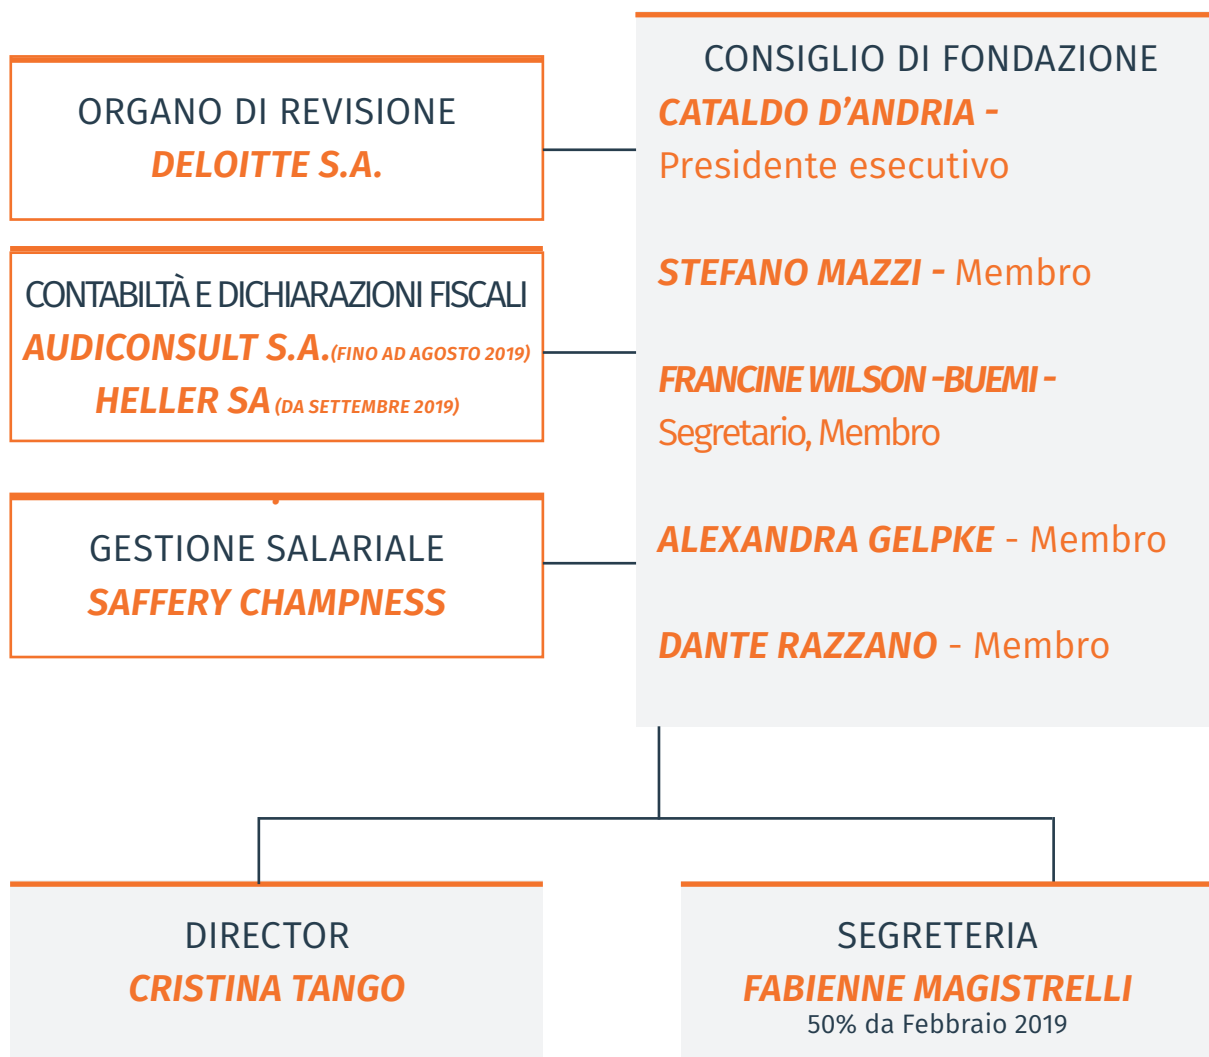 ORGANO DI REVISIONE
DELOITTE S.A.
CONTABILTÀ E DICHIARAZIONI FISCALI
AUDICONSULT S.A.(FINO AD AGOSTO 2019)
HELLER SA (DA SETTEMBRE 2019)
GESTIONE SALARIALE
SAFFERY CHAMPNESS
CONSIGLIO DI FONDAZIONE
CATALDO D’ANDRIA -
Presidente esecutivo
STEFANO MAZZI - Membro
FRANCINE WILSON -BUEMI -
Segretario, Membro
ALEXANDRA GELPKE - Membro
DANTE RAZZANO - Membro
DIRECTOR
CRISTINA TANGO
SEGRETERIA
FABIENNE MAGISTRELLI
50% da Febbraio 2019